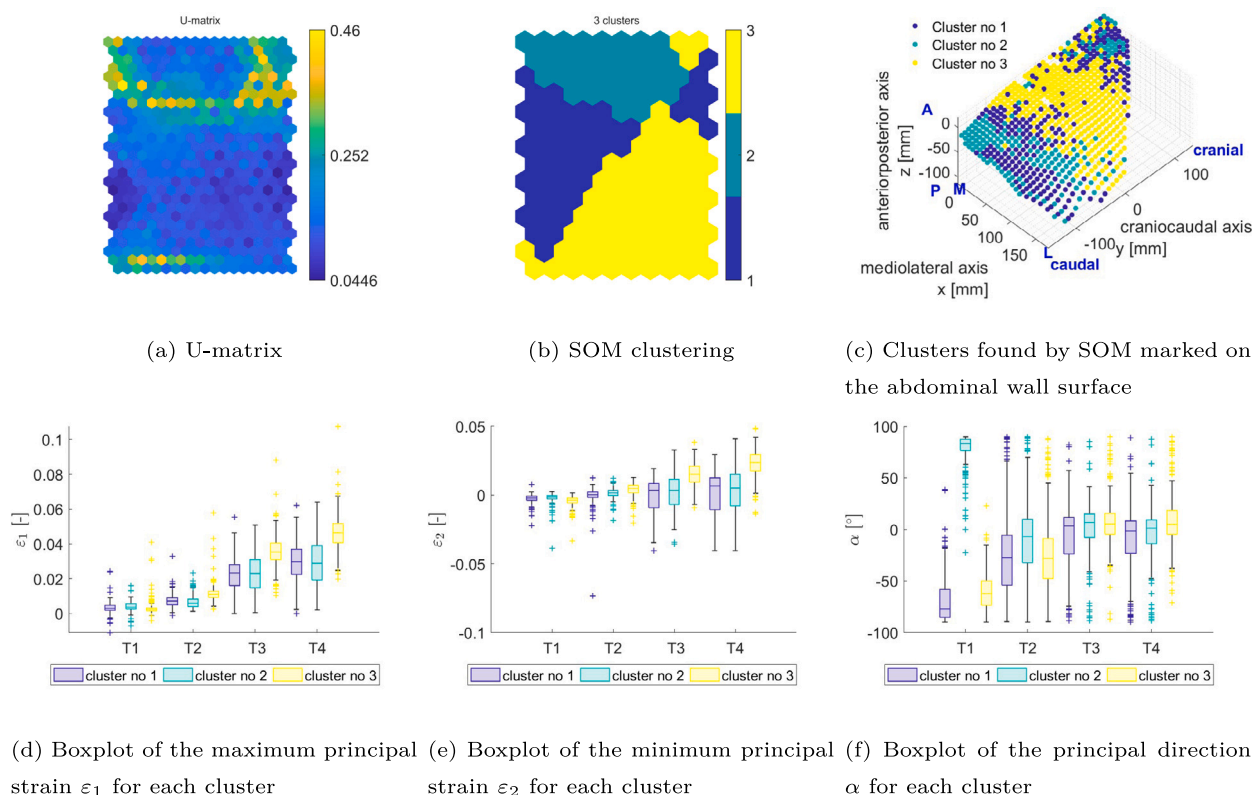 U-matrix
0.46
0.252
0.0446
3 clusters
3
2
1
Cluster no 1
Cluster no 2
Cluster no 3
anteriorposterior axis
z [mm]
A
0
-50
-100
P M
0
50
100
150
mediolateral axis
x [mm]
L
caudal
-100
0
100
y [mm]
craniocaudal axis
cranial
(a) U-matrix
(b) SOM clustering
(c) Clusters found by SOM marked on
the abdominal wall surface
ε1 [-]
0.1
0.08
0.06
0.04
0.02
0
T1 T2 T3 T4
cluster no 1 cluster no 2 cluster no 3
ε2 [-]
0.05
0
-0.05
-0.1
T1 T2 T3 T4
cluster no 1 cluster no 2 cluster no 3
α [°]
100
50
0
-50
-100
T1 T2 T3 T4
cluster no 1 cluster no 2 cluster no 3
(d) Boxplot of the maximum principal
strain ε1 for each cluster
(e) Boxplot of the minimum principal
strain ε2 for each cluster
(f) Boxplot of the principal direction
α for each cluster